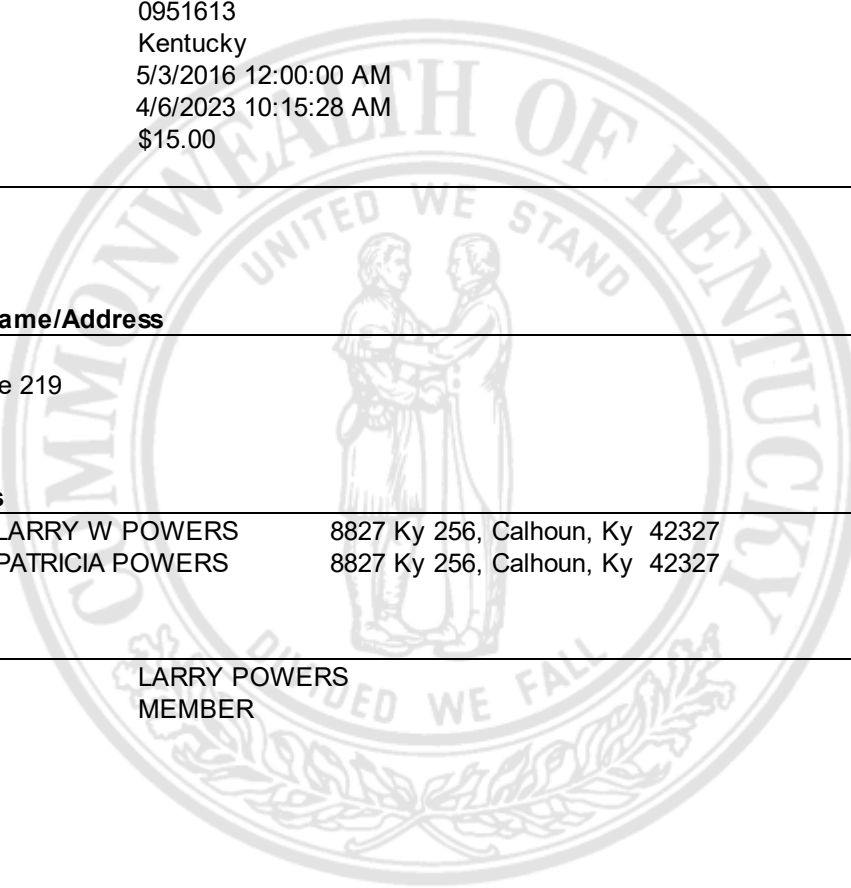 0951613
Kentucky
5/3/2016 12:00:00 AM
4/6/2023 10:15:28 AM
$15.00
COMMONWEALTH OF KENTUCKY
UNITED WE STAND
ame/Address
e 219
s
LARRY W POWERS 8827 Ky 256, Calhoun, Ky 42327
PATRICIA POWERS 8827 Ky 256, Calhoun, Ky 42327
DIVIDED WE FALL
LARRY POWERS
MEMBER